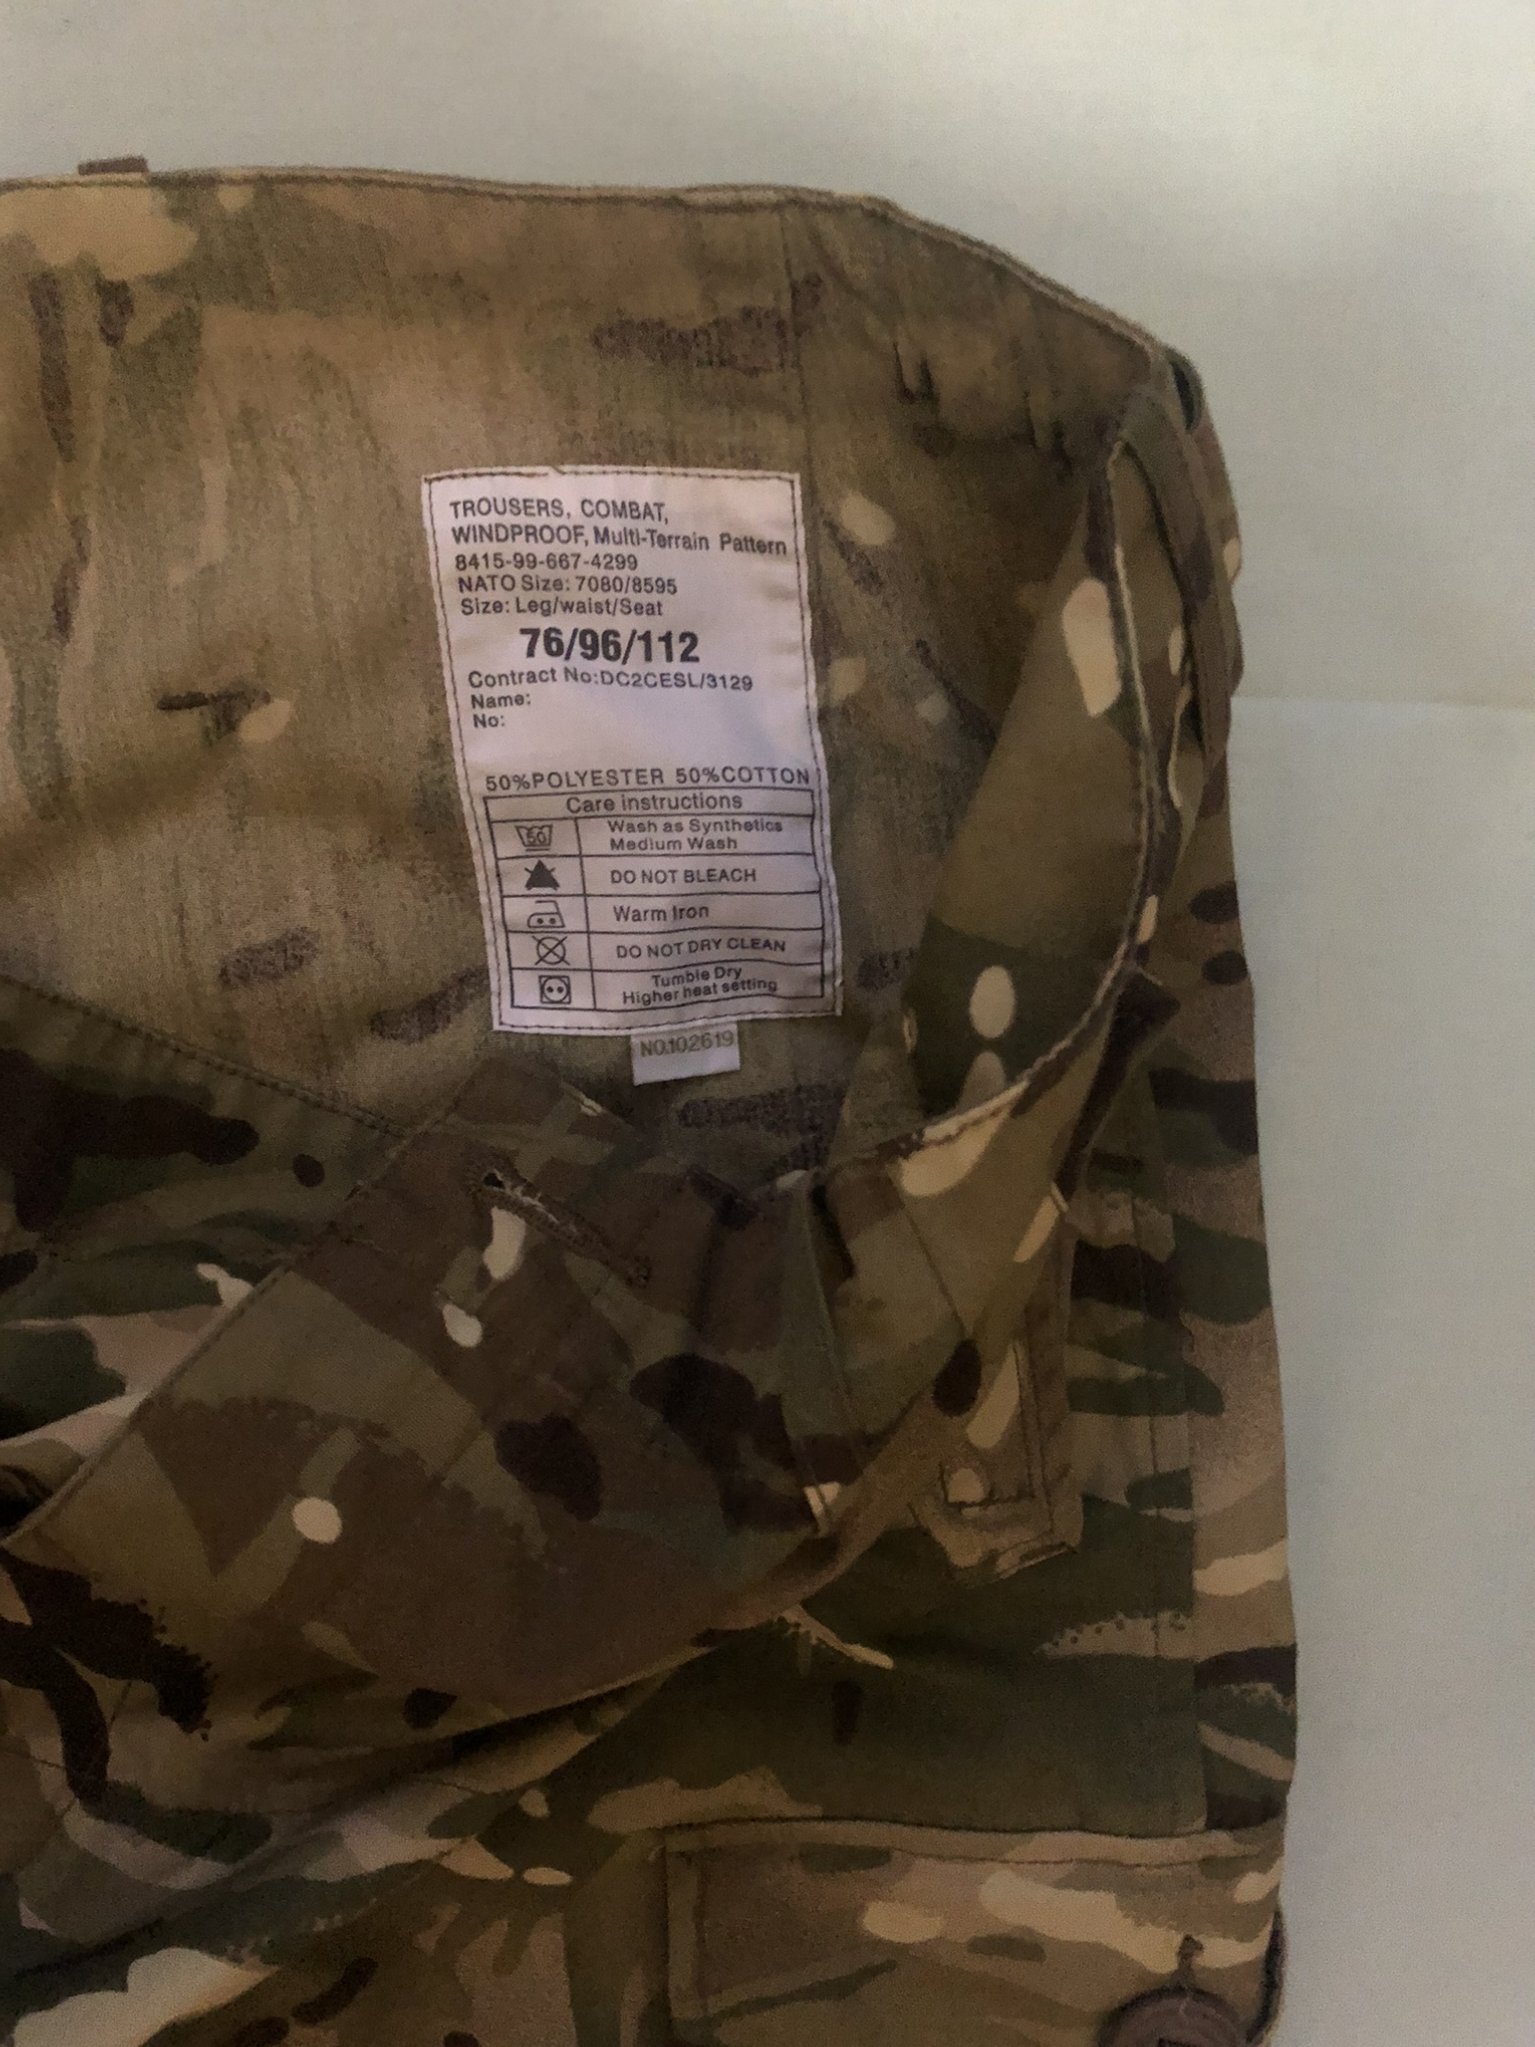 TROUSERS, COMBAT,
WINDPROOF, Multi-Terrain Pattern
8415-99-667-4299
NATO Size: 7080/8595
Size: Leg/waist/Seat
76/96/112
Contract No:DC2CESL/3129
Name:
No:
50%POLYESTER 50%COTTON
Care instructions
50 Wash as Synthetics
Medium Wash
DO NOT BLEACH
Warm Iron
DO NOT DRY CLEAN
Tumble Dry
Higher heat setting
NO.102619